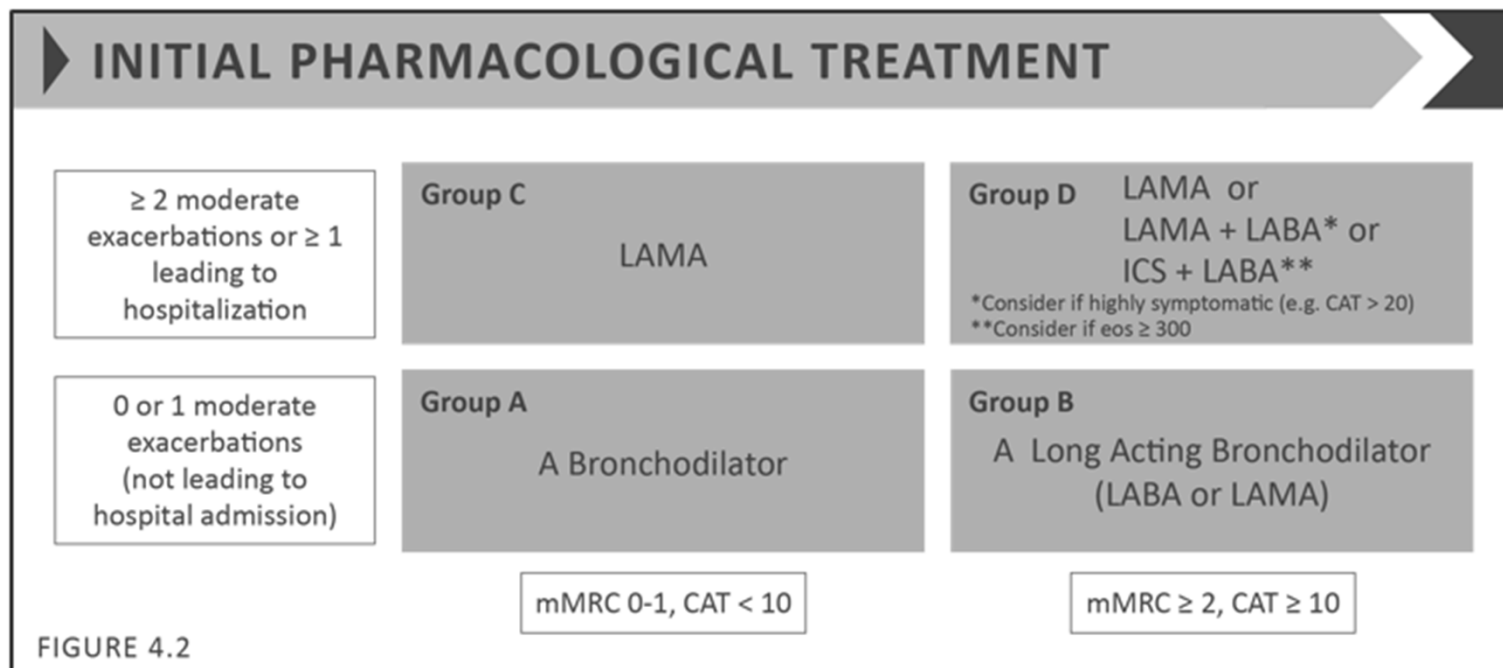 INITIAL PHARMACOLOGICAL TREATMENT
≥ 2 moderate
exacerbations or ≥ 1
leading to
hospitalization
Group C
LAMA
Group D
LAMA or
LAMA + LABA* or
ICS + LABA**
*Consider if highly symptomatic (e.g. CAT > 20)
**Consider if eos ≥ 300
0 or 1 moderate
exacerbations
(not leading to
hospital admission)
Group A
A Bronchodilator
Group B
A Long Acting Bronchodilator
(LABA or LAMA)
mMRC 0-1, CAT < 10
mMRC ≥ 2, CAT ≥ 10
FIGURE 4.2